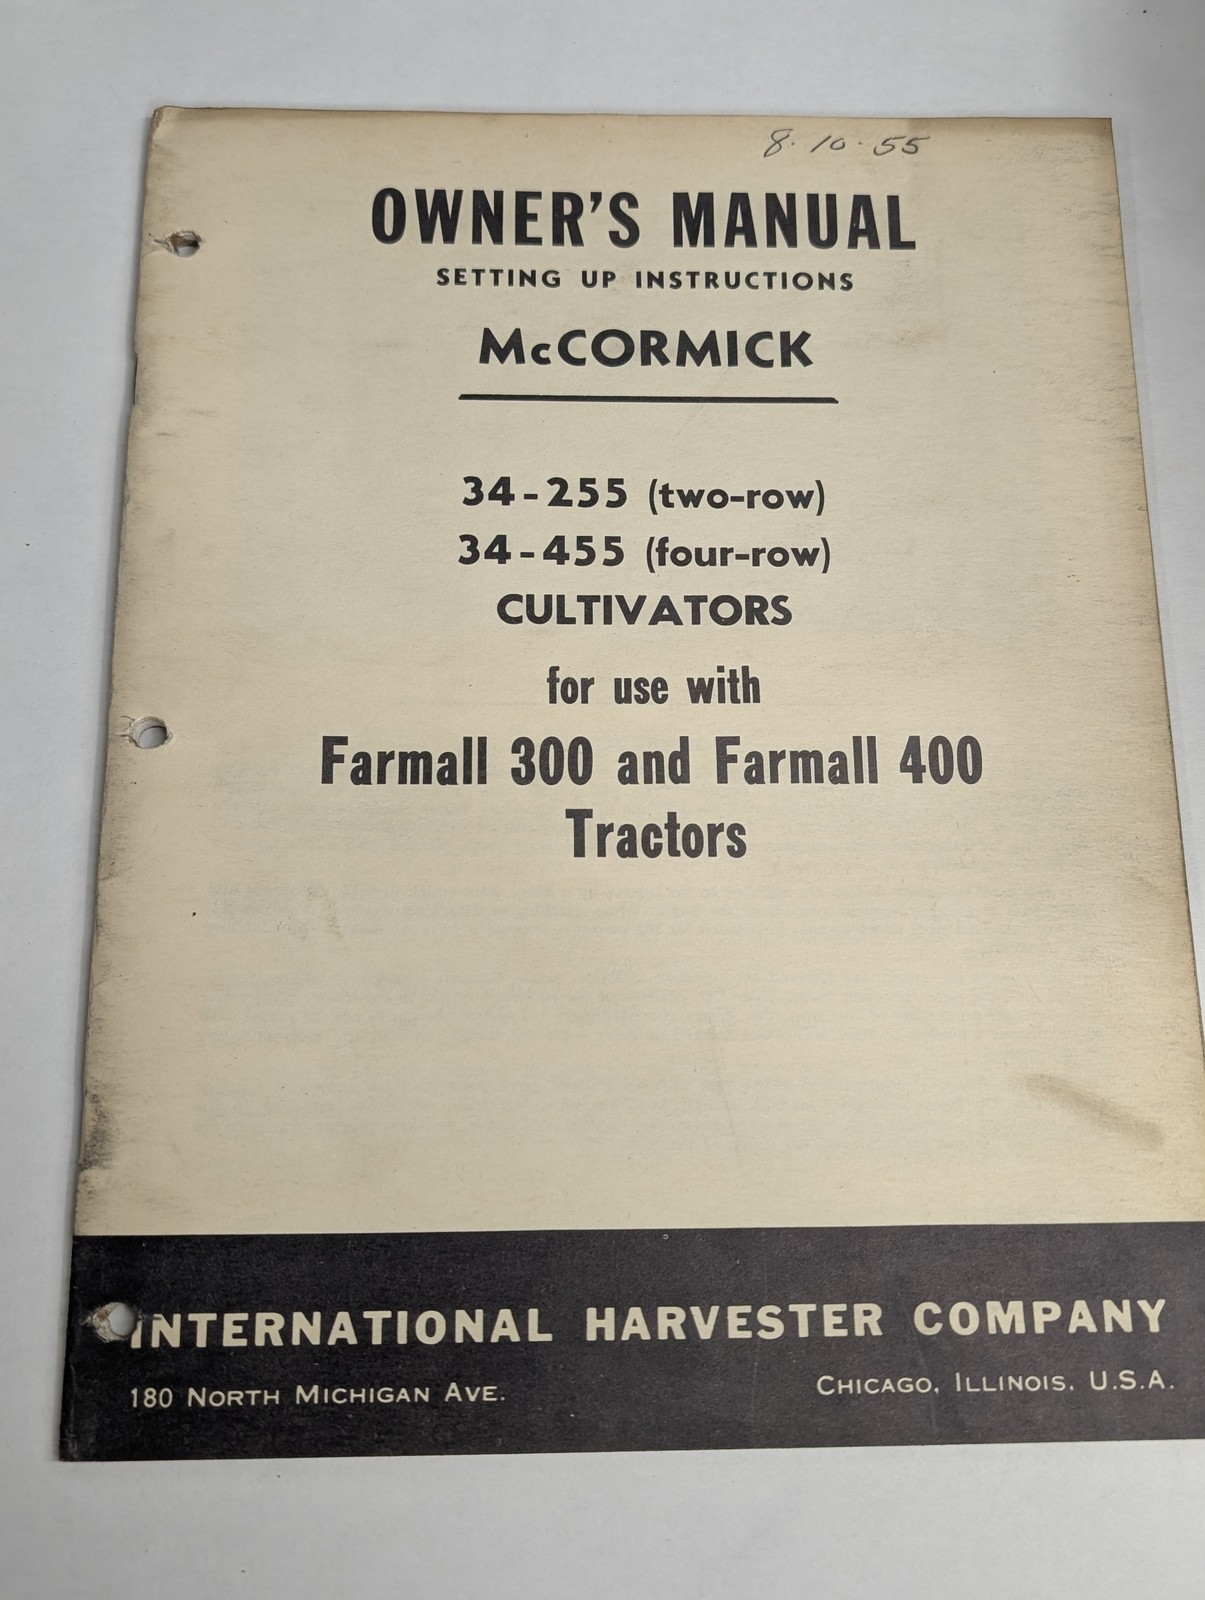 8.10.55
OWNER'S MANUAL
SETTING UP INSTRUCTIONS
McCORMICK
34-255 (two-row)
34-455 (four-row)
CULTIVATORS
for use with
Farmall 300 and Farmall 400
Tractors
INTERNATIONAL HARVESTER COMPANY
180 NORTH MICHIGAN AVE. CHICAGO, ILLINOIS. U.S.A.